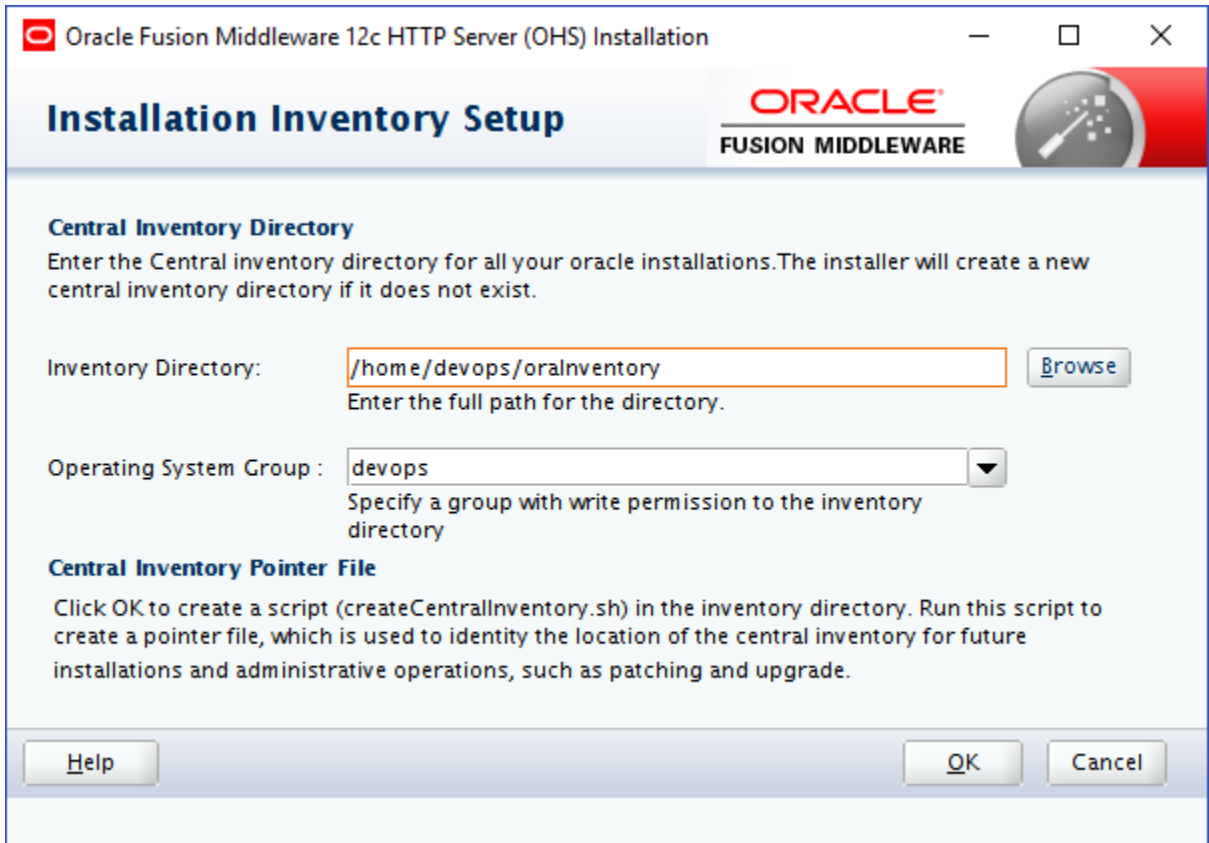 Oracle Fusion Middleware 12c HTTP Server (OHS) Installation
Installation Inventory Setup
ORACLE
FUSION MIDDLEWARE
Central Inventory Directory
Enter the Central inventory directory for all your oracle installations.The installer will create a new
central inventory directory if it does not exist.
Inventory Directory: /home/devops/oraInventory Browse
Enter the full path for the directory.
Operating System Group : devops
Specify a group with write permission to the inventory
directory
Central Inventory Pointer File
Click OK to create a script (createCentralInventory.sh) in the inventory directory. Run this script to
create a pointer file, which is used to identity the location of the central inventory for future
installations and administrative operations, such as patching and upgrade.
Help OK Cancel